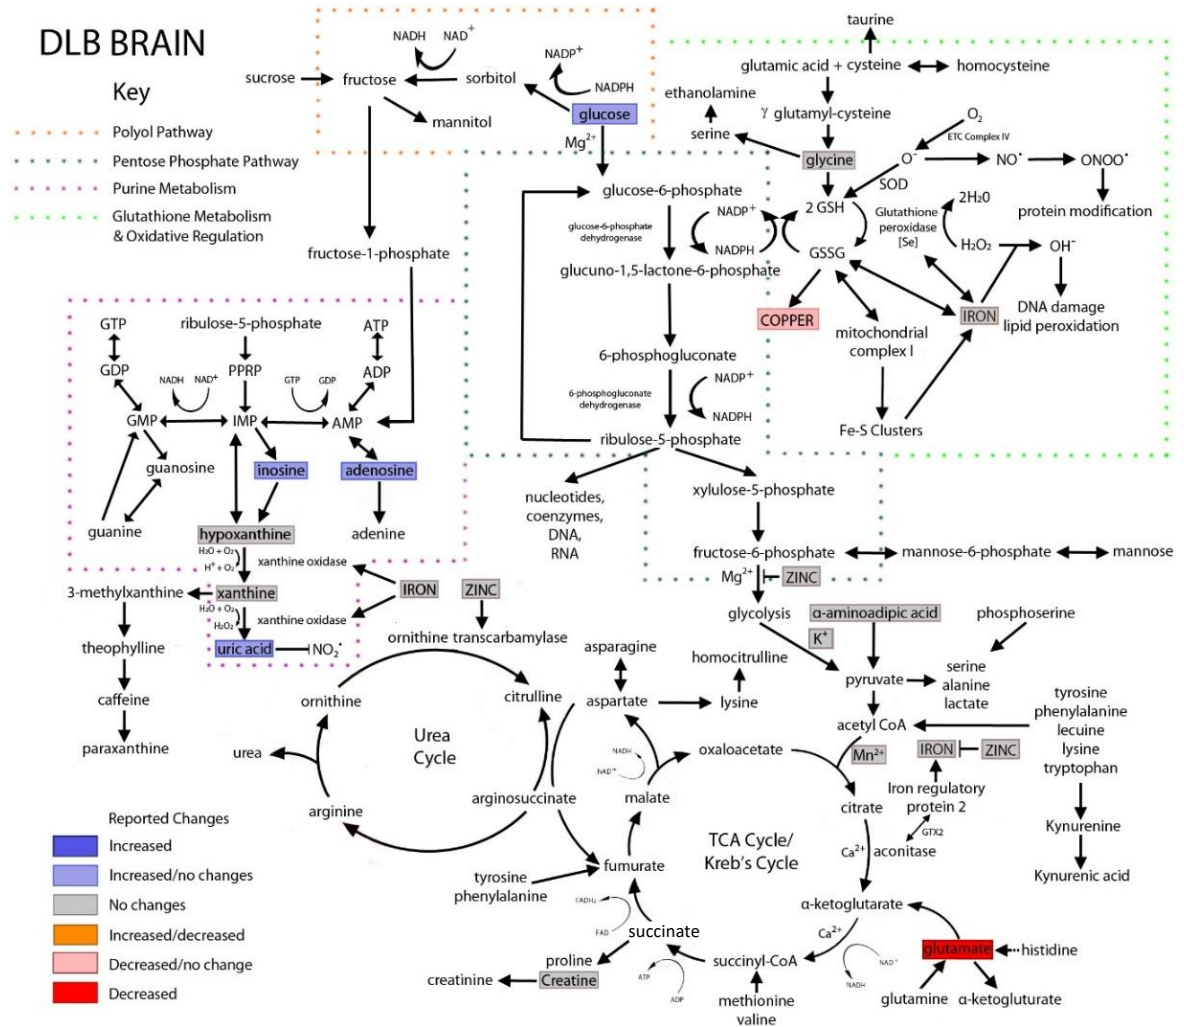 DLB BRAIN
Key
Polyol Pathway
Pentose Phosphate Pathway
Purine Metabolism
Glutathione Metabolism
& Oxidative Regulation
NADH
NAD+
sucrose
fructose
sorbitol
NADP+
NADPH
mannitol
glucose
Mg2+
taurine
glutamic acid + cysteine
homocysteine
ethanolamine
γ glutamyl-cysteine
serine
glycine
O2
ETC Complex IV
O-
NO•
ONOO•
SOD
protein modification
glucose-6-phosphate
NADP+
2 GSH
Glutathione
peroxidase
[Se]
2H20
H2O2
OH-
glucose-6-phosphate
dehydrogenase
NADPH
GSSG
glucuno-1,5-lactone-6-phosphate
fructose-1-phosphate
COPPER
mitochondrial
complex I
IRON
DNA damage
lipid peroxidation
6-phosphogluconate
6-phosphogluconate
dehydrogenase
NADP+
NADPH
Fe-S Clusters
ribulose-5-phosphate
GTP
ribulose-5-phosphate
ATP
GDP
PPRP
ADP
NADH
NAD+
GTP
GDP
GMP
IMP
AMP
guanosine
inosine
adenosine
guanine
hypoxanthine
adenine
H2O + O2
H+ + O2
xanthine oxidase
3-methylxanthine
xanthine
IRON
ZINC
H2O + O2
H2O2
xanthine oxidase
uric acid
NO2•
ornithine transcarbamylase
theophylline
caffeine
paraxanthine
nucleotides,
coenzymes,
DNA,
RNA
xylulose-5-phosphate
fructose-6-phosphate
mannose-6-phosphate
mannose
Mg2+
ZINC
glycolysis
α-aminoadipic acid
phosphoserine
K+
pyruvate
serine
alanine
lactate
asparagine
homocitrulline
aspartate
lysine
ornithine
citrulline
urea
Urea
Cycle
arginine
arginosuccinate
acetyl CoA
tyrosine
phenylalanine
lecuine
lysine
tryptophan
Kynurenine
Kynurenic acid
oxaloacetate
Mn2+
IRON
ZINC
Iron regulatory
protein 2
GTX2
NADH
NAD+
malate
citrate
TCA Cycle/
Kreb's Cycle
Ca2+
aconitase
fumurate
tyrosine
phenylalanine
FADH2
FAD
α-ketoglutarate
Ca2+
succinate
succinyl-CoA
NAD+
NADH
glutamate
histidine
proline
Creatine
creatinine
ATP
ADP
methionine
valine
glutamine
α-ketogluturate
Reported Changes
Increased
Increased/no changes
No changes
Increased/decreased
Decreased/no change
Decreased